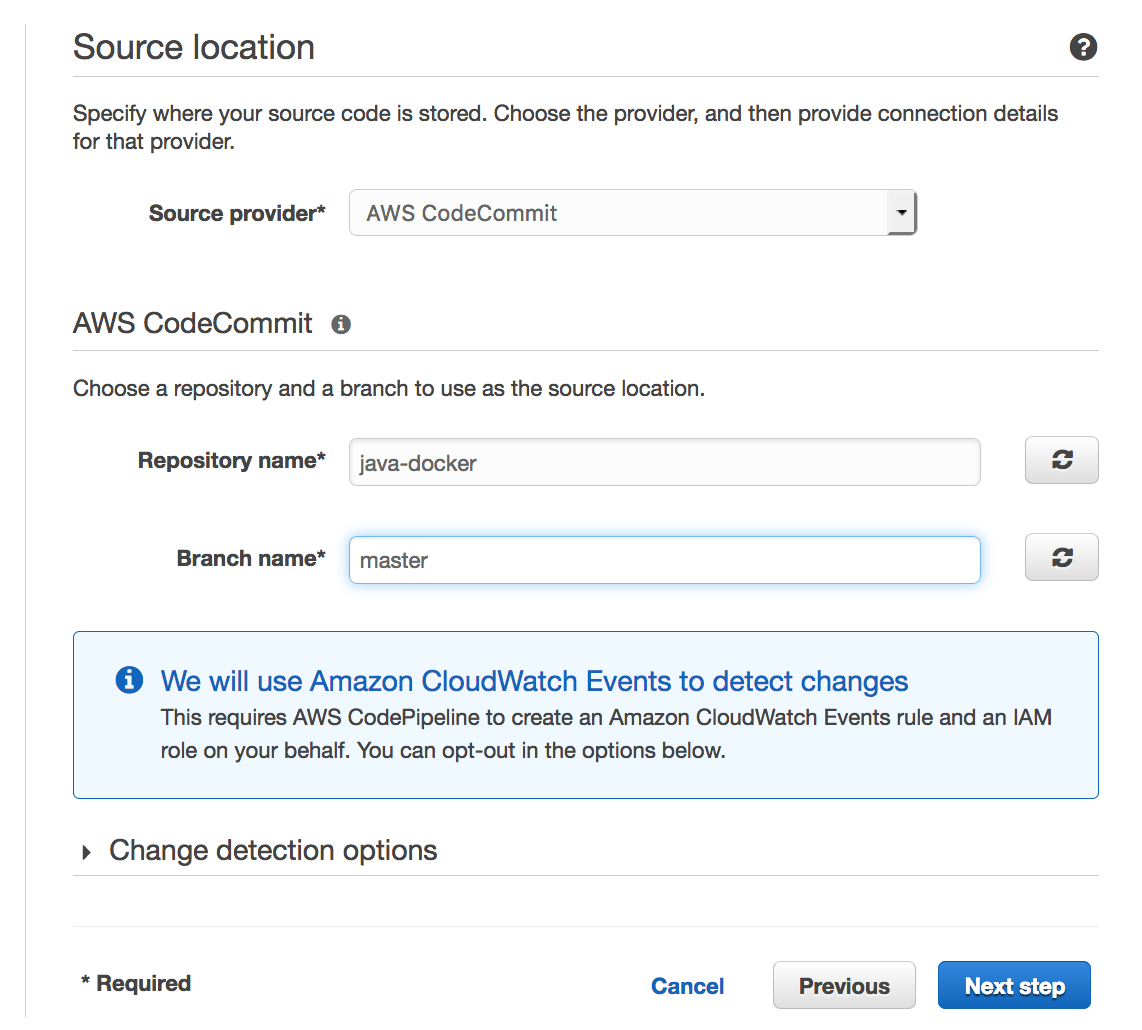 Source location
Specify where your source code is stored. Choose the provider, and then provide connection details
for that provider.
Source provider*
AWS CodeCommit
AWS CodeCommit
Choose a repository and a branch to use as the source location.
Repository name*
java-docker
Branch name*
master
We will use Amazon CloudWatch Events to detect changes
This requires AWS CodePipeline to create an Amazon CloudWatch Events rule and an IAM
role on your behalf. You can opt-out in the options below.
Change detection options
* Required
Cancel
Previous
Next step